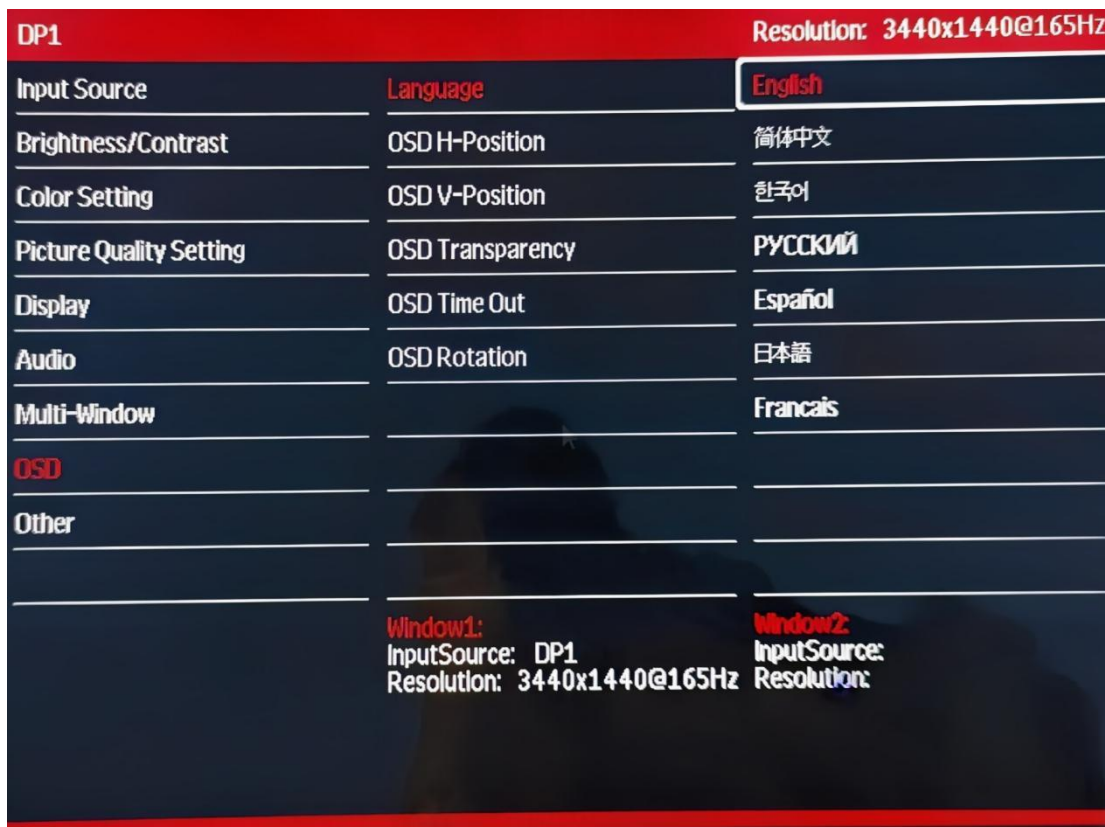 DP1
Resolution: 3440x1440@165Hz
Input Source
Brightness/Contrast
Color Setting
Picture Quality Setting
Display
Audio
Multi-Window
OSD
Other
Language
OSD H-Position
OSD V-Position
OSD Transparency
OSD Time Out
OSD Rotation
English
简体中文
한국어
РУССКИЙ
Español
日本語
Francais
Window1:
InputSource: DP1
Resolution: 3440x1440@165Hz
Window2:
InputSource:
Resolution: